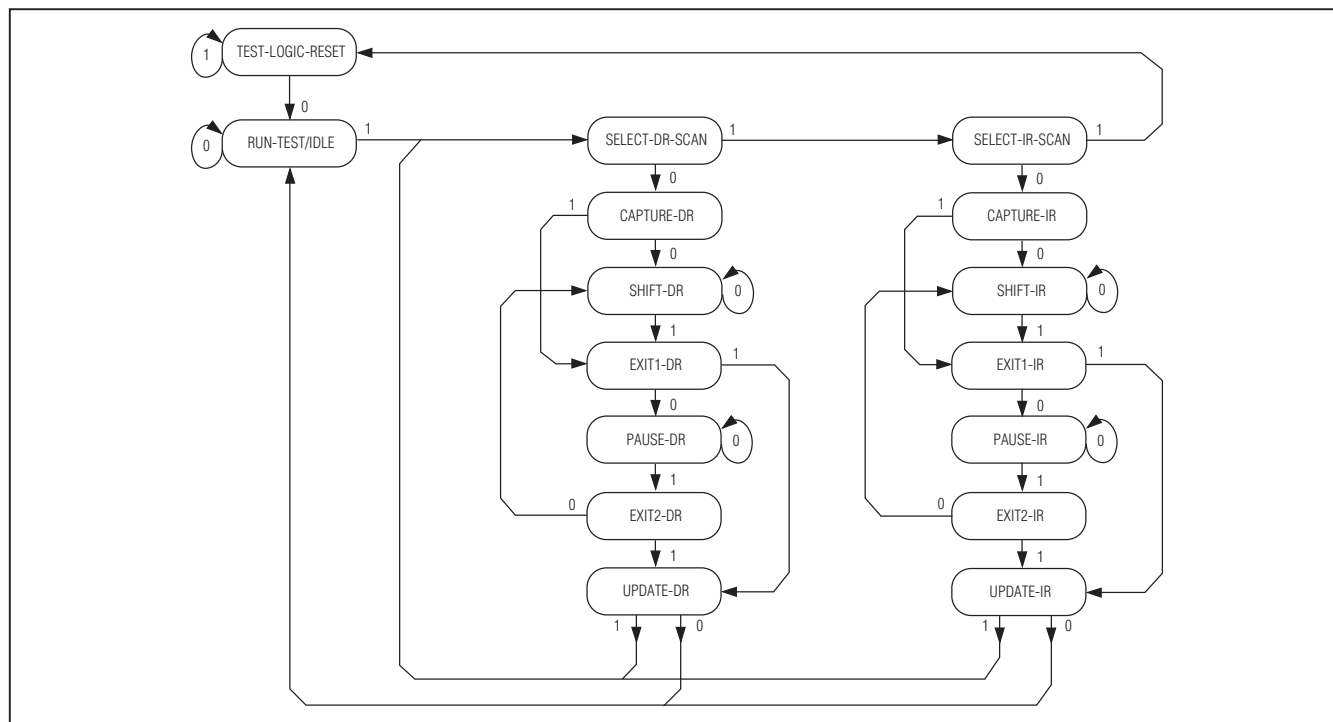 TEST-LOGIC-RESET
1
0
RUN-TEST/IDLE
0
1
SELECT-DR-SCAN
1
SELECT-IR-SCAN
1
0
0
1
CAPTURE-DR
1
CAPTURE-IR
0
0
SHIFT-DR
0
SHIFT-IR
0
1
1
EXIT1-DR
1
EXIT1-IR
1
0
0
PAUSE-DR
0
PAUSE-IR
0
1
1
0
EXIT2-DR
0
EXIT2-IR
1
1
UPDATE-DR
UPDATE-IR
1
0
1
0